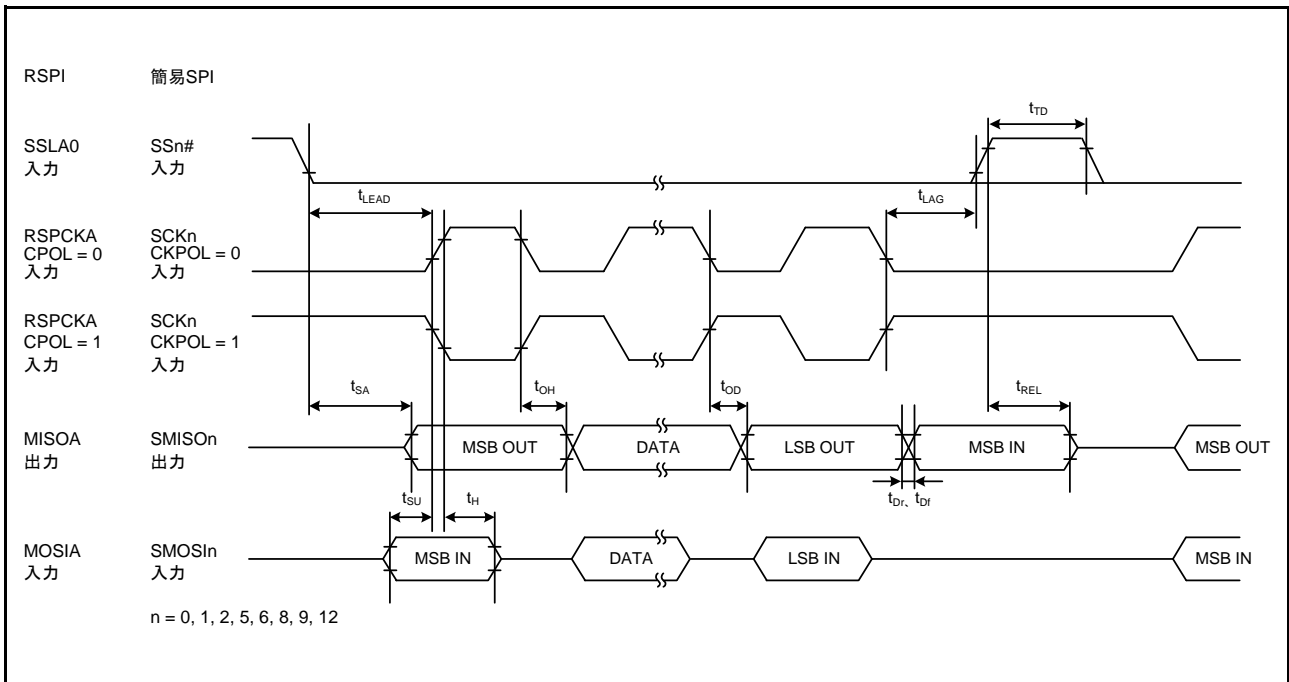 RSPI 簡易SPI
tTD
SSLA0 SSn#
入力 入力
tLEAD tLAG
RSPCKA SCKn
CPOL = 0 CKPOL = 0
入力 入力
RSPCKA SCKn
CPOL = 1 CKPOL = 1
入力 入力
tSA tOH tOD tREL
MISOA SMISOn MSB OUT DATA LSB OUT MSB IN MSB OUT
出力 出力
tSU tH tDr、tDf
MOSIA SMOSIn MSB IN DATA LSB IN MSB IN
入力 入力
n = 0, 1, 2, 5, 6, 8, 9, 12